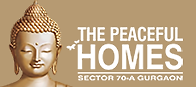 THE PEACEFUL
HOMES
SECTOR 70-A GURGAON